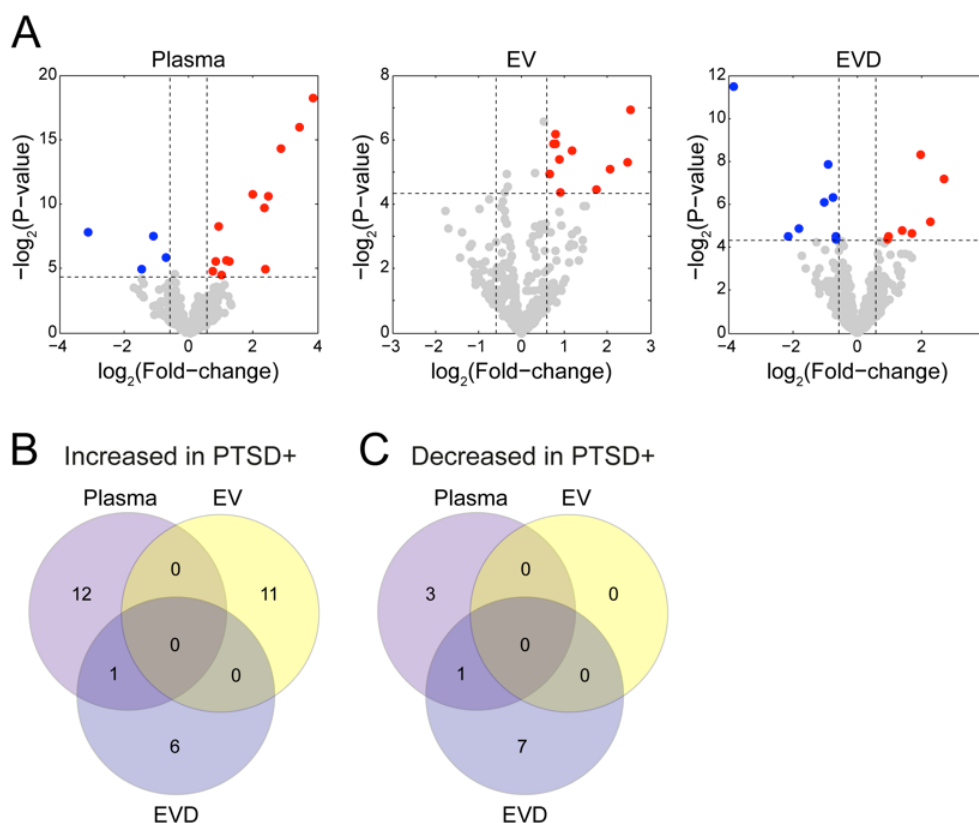 A
Plasma
EV
EVD
20
15
10
5
0
−4
−2
0
2
4
−log2(P-value)
log2(Fold−change)
8
6
4
2
0
−3
−2
−1
0
1
2
3
−log2(P-value)
log2(Fold−change)
12
10
8
6
4
2
0
−4
−2
0
2
−log2(P-value)
log2(Fold−change)
B Increased in PTSD+
Plasma
EV
0
12
11
0
1
0
6
EVD
C Decreased in PTSD+
Plasma
EV
0
3
0
0
1
0
7
EVD